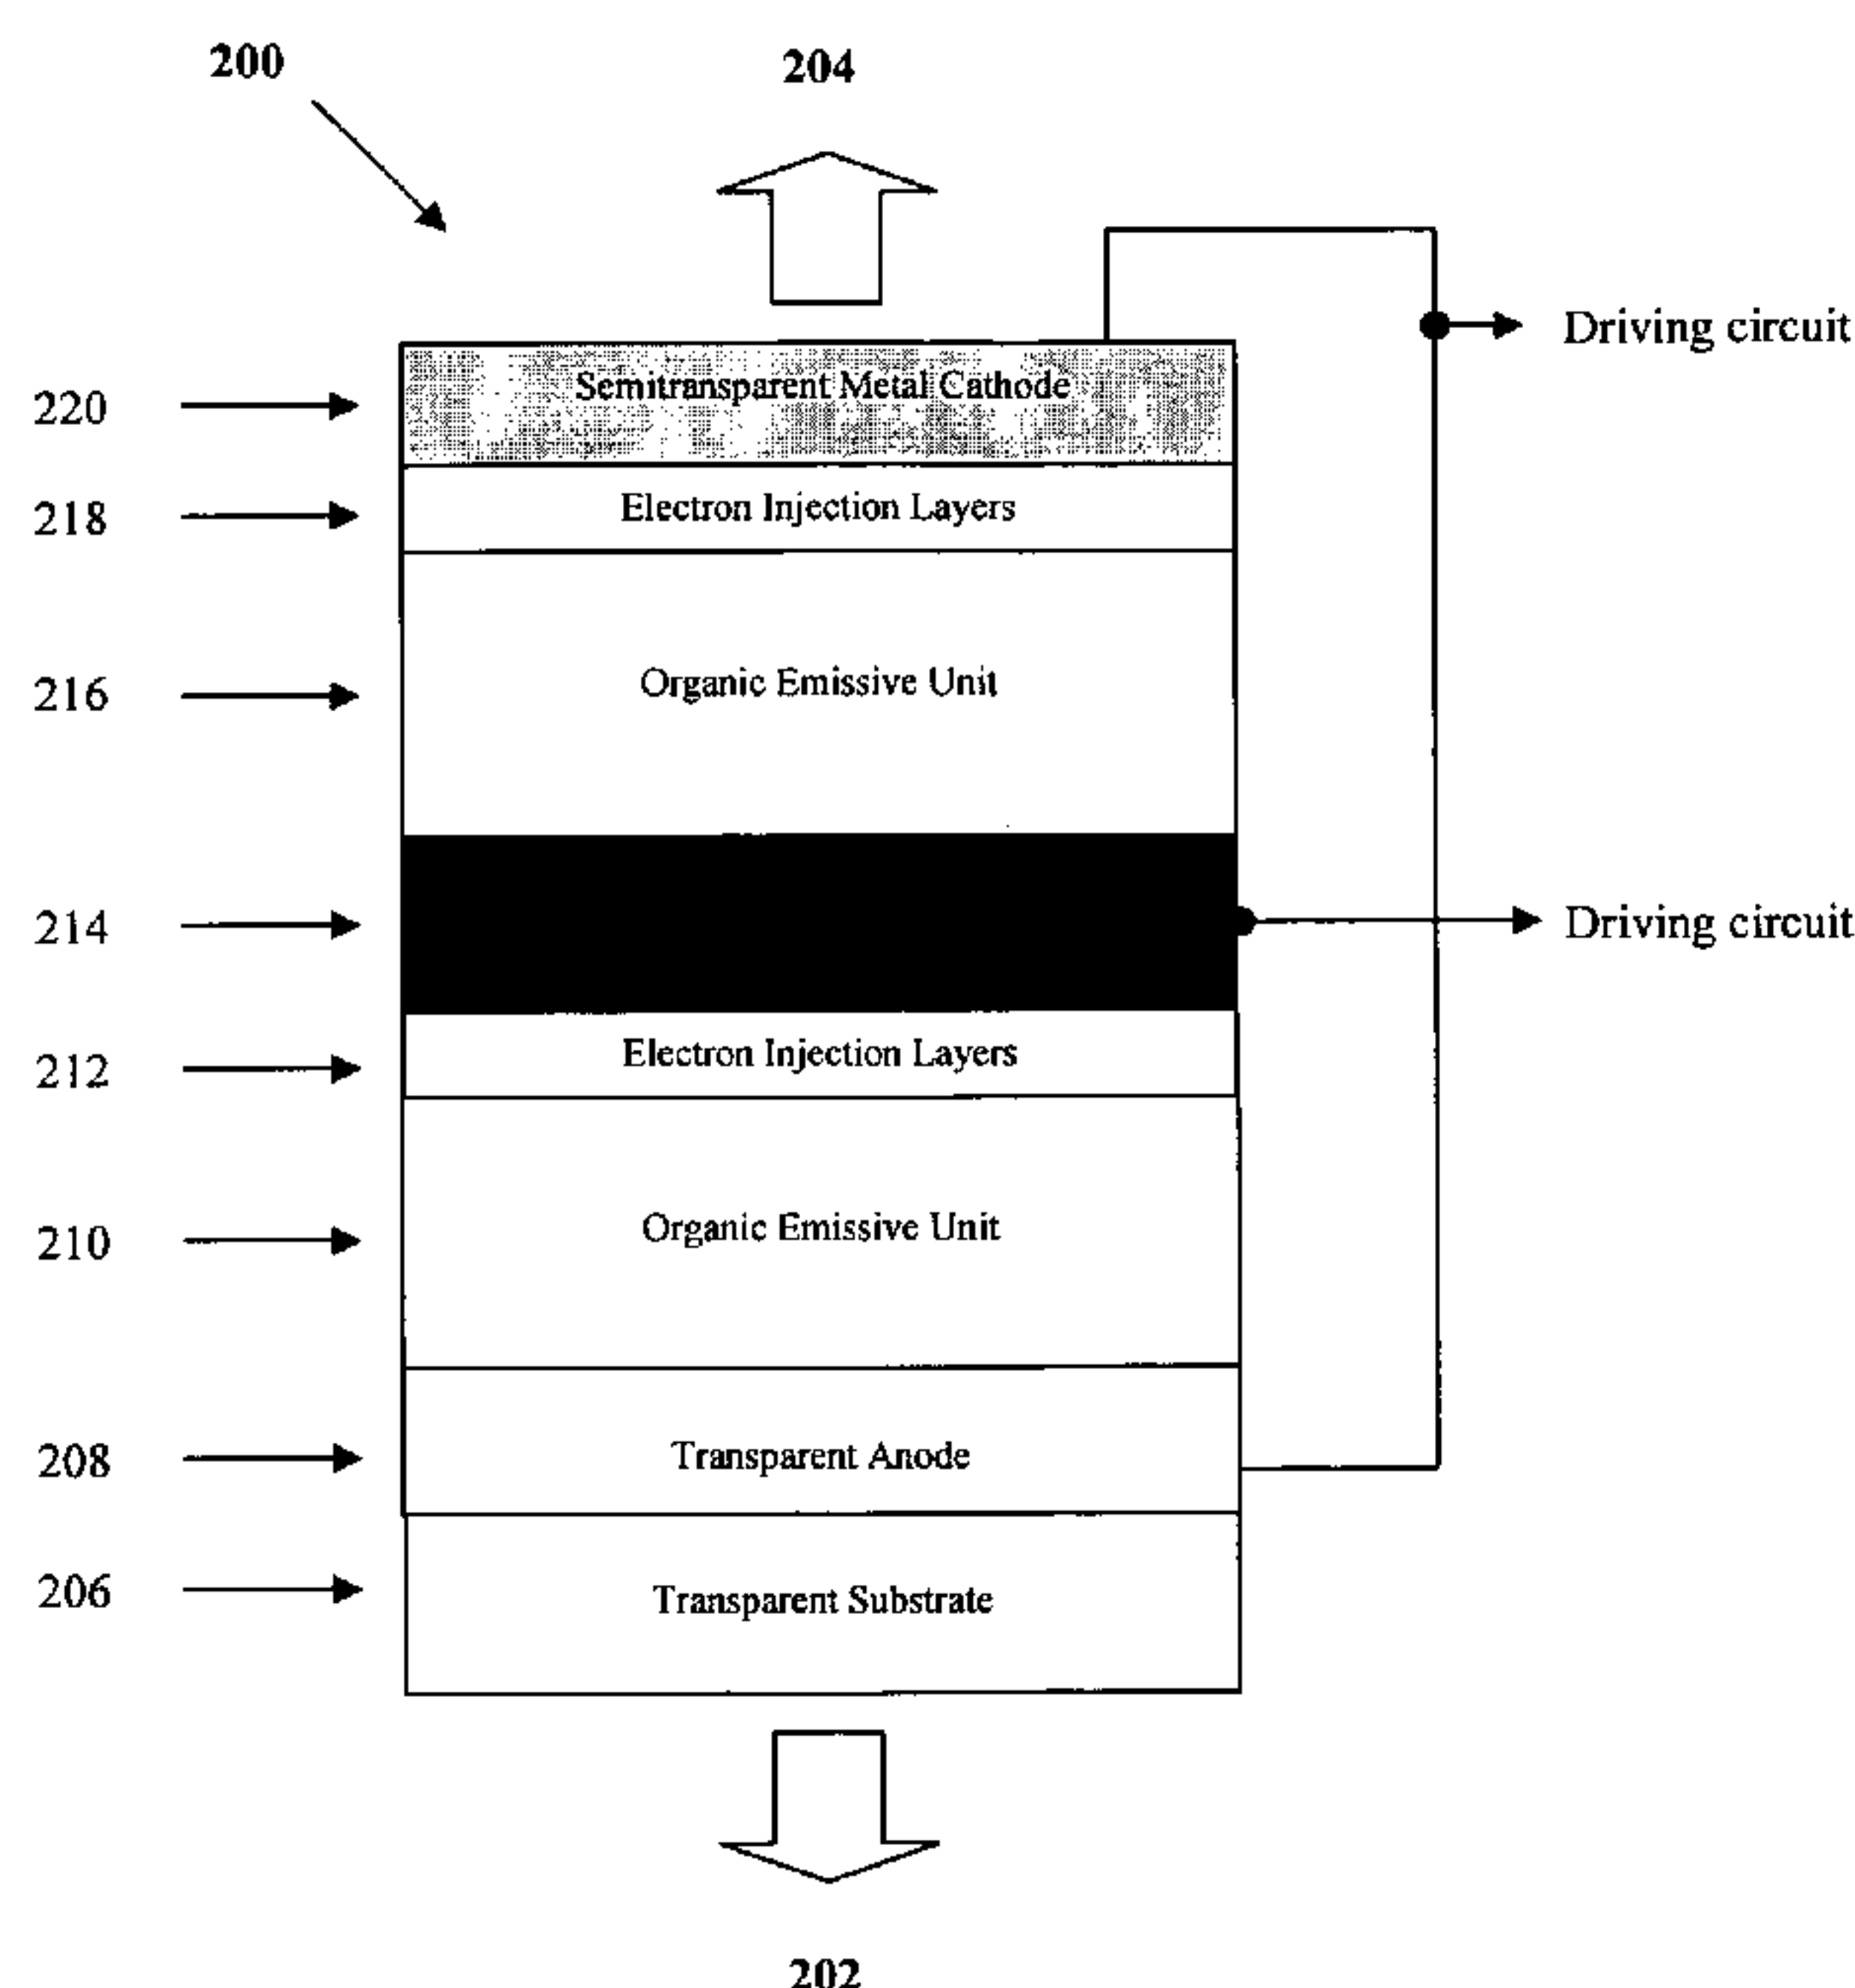 200
204
Driving circuit
220
Semitransparent Metal Cathode
218
Electron Injection Layers
216
Organic Emissive Unit
214
Driving circuit
212
Electron Injection Layers
210
Organic Emissive Unit
208
Transparent Anode
206
Transparent Substrate
202